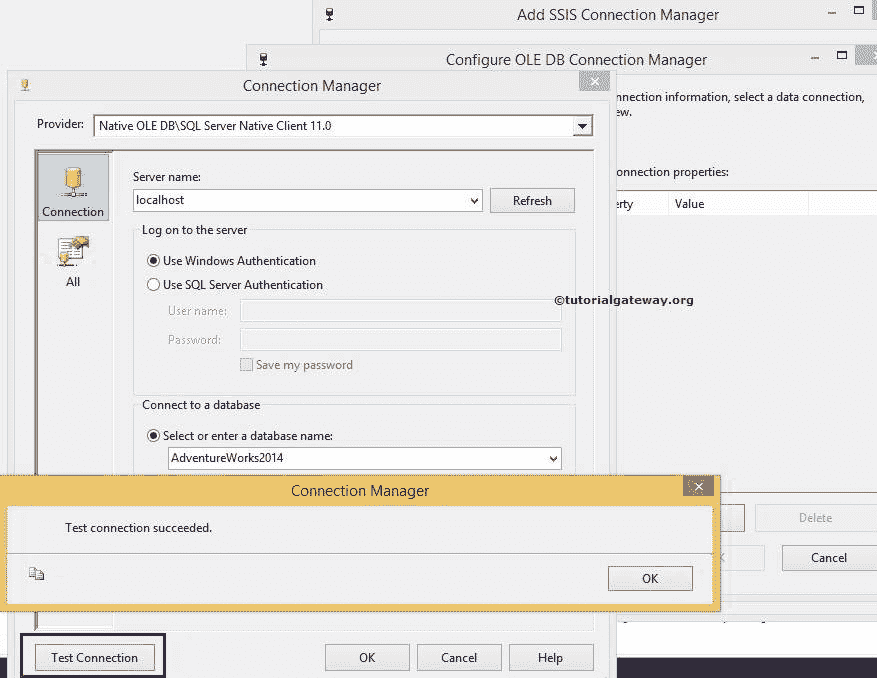 Add SSIS Connection Manager
Configure OLE DB Connection Manager
Connection Manager
nnection information, select a data connection,
ew.
Provider: Native OLE DB\SQL Server Native Client 11.0
onnection properties:
Server name:
erty Value
localhost Refresh
Connection
Log on to the server
Use Windows Authentication
All
Use SQL Server Authentication
©tutorialgateway.org
User name:
Password:
Save my password
Connect to a database
Select or enter a database name:
AdventureWorks2014
Connection Manager
Test connection succeeded.
Delete
OK
Cancel
Test Connection OK Cancel Help